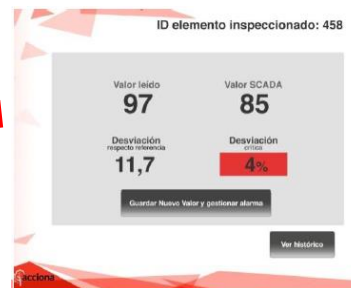 ID elemento inspeccionado: 458
Valor leído
Valor SCADA
97
85
Desviación
respecto referencia
Desviación
crítica
11,7
4%
Guardar Nuevo Valor y gestionar alarma
Ver histórico
acciona